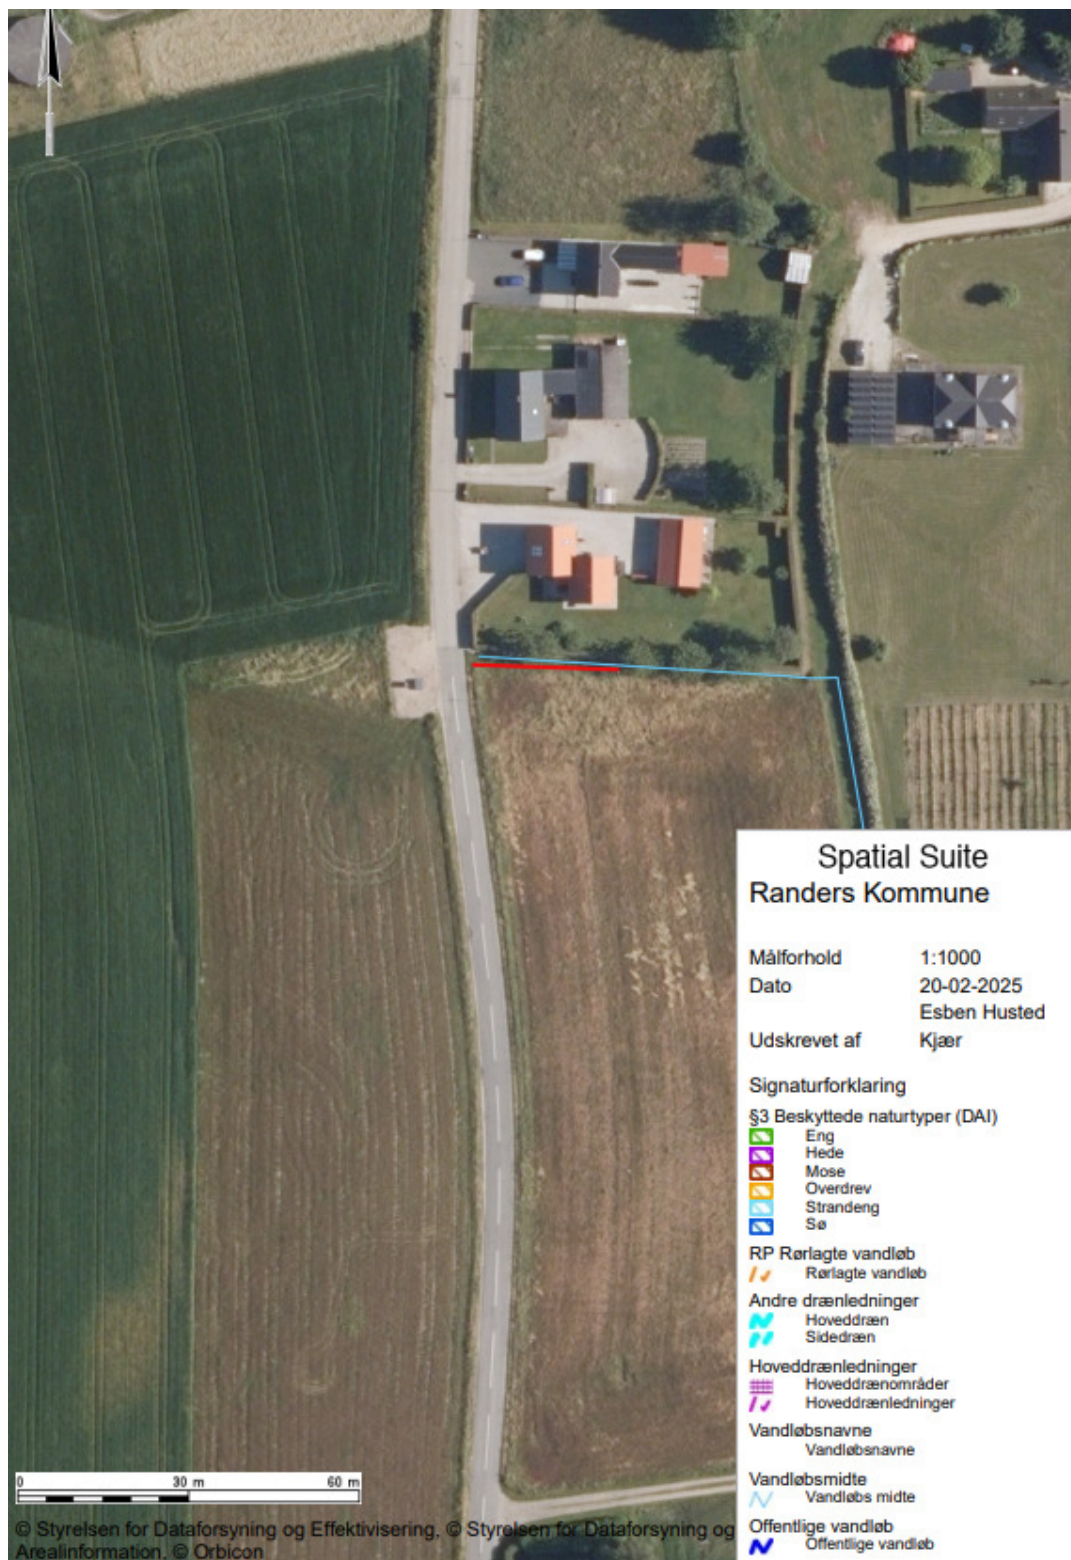 Spatial Suite
Randers Kommune
Målforhold 1:1000
Dato 20-02-2025
Esben Husted
Udskrevet af Kjær
Signaturforklaring
§3 Beskyttede naturtyper (DAI)
Eng
Hede
Mose
Overdrev
Strandeng
Sø
RP Rørlagte vandløb
Rørlagte vandløb
Andre drænledninger
Hoveddræn
Sidedræn
Hoveddrænledninger
Hoveddrænområder
Hoveddrænledninger
Vandløbsnavne
Vandløbsnavne
Vandløbsmidte
Vandløbs midte
Offentlige vandløb
Offentlige vandløb
0 30 m 60 m
© Styrelsen for Dataforsyning og Effektivisering, © Styrelsen for Dataforsyning og
Arealinformation, © Orbicon